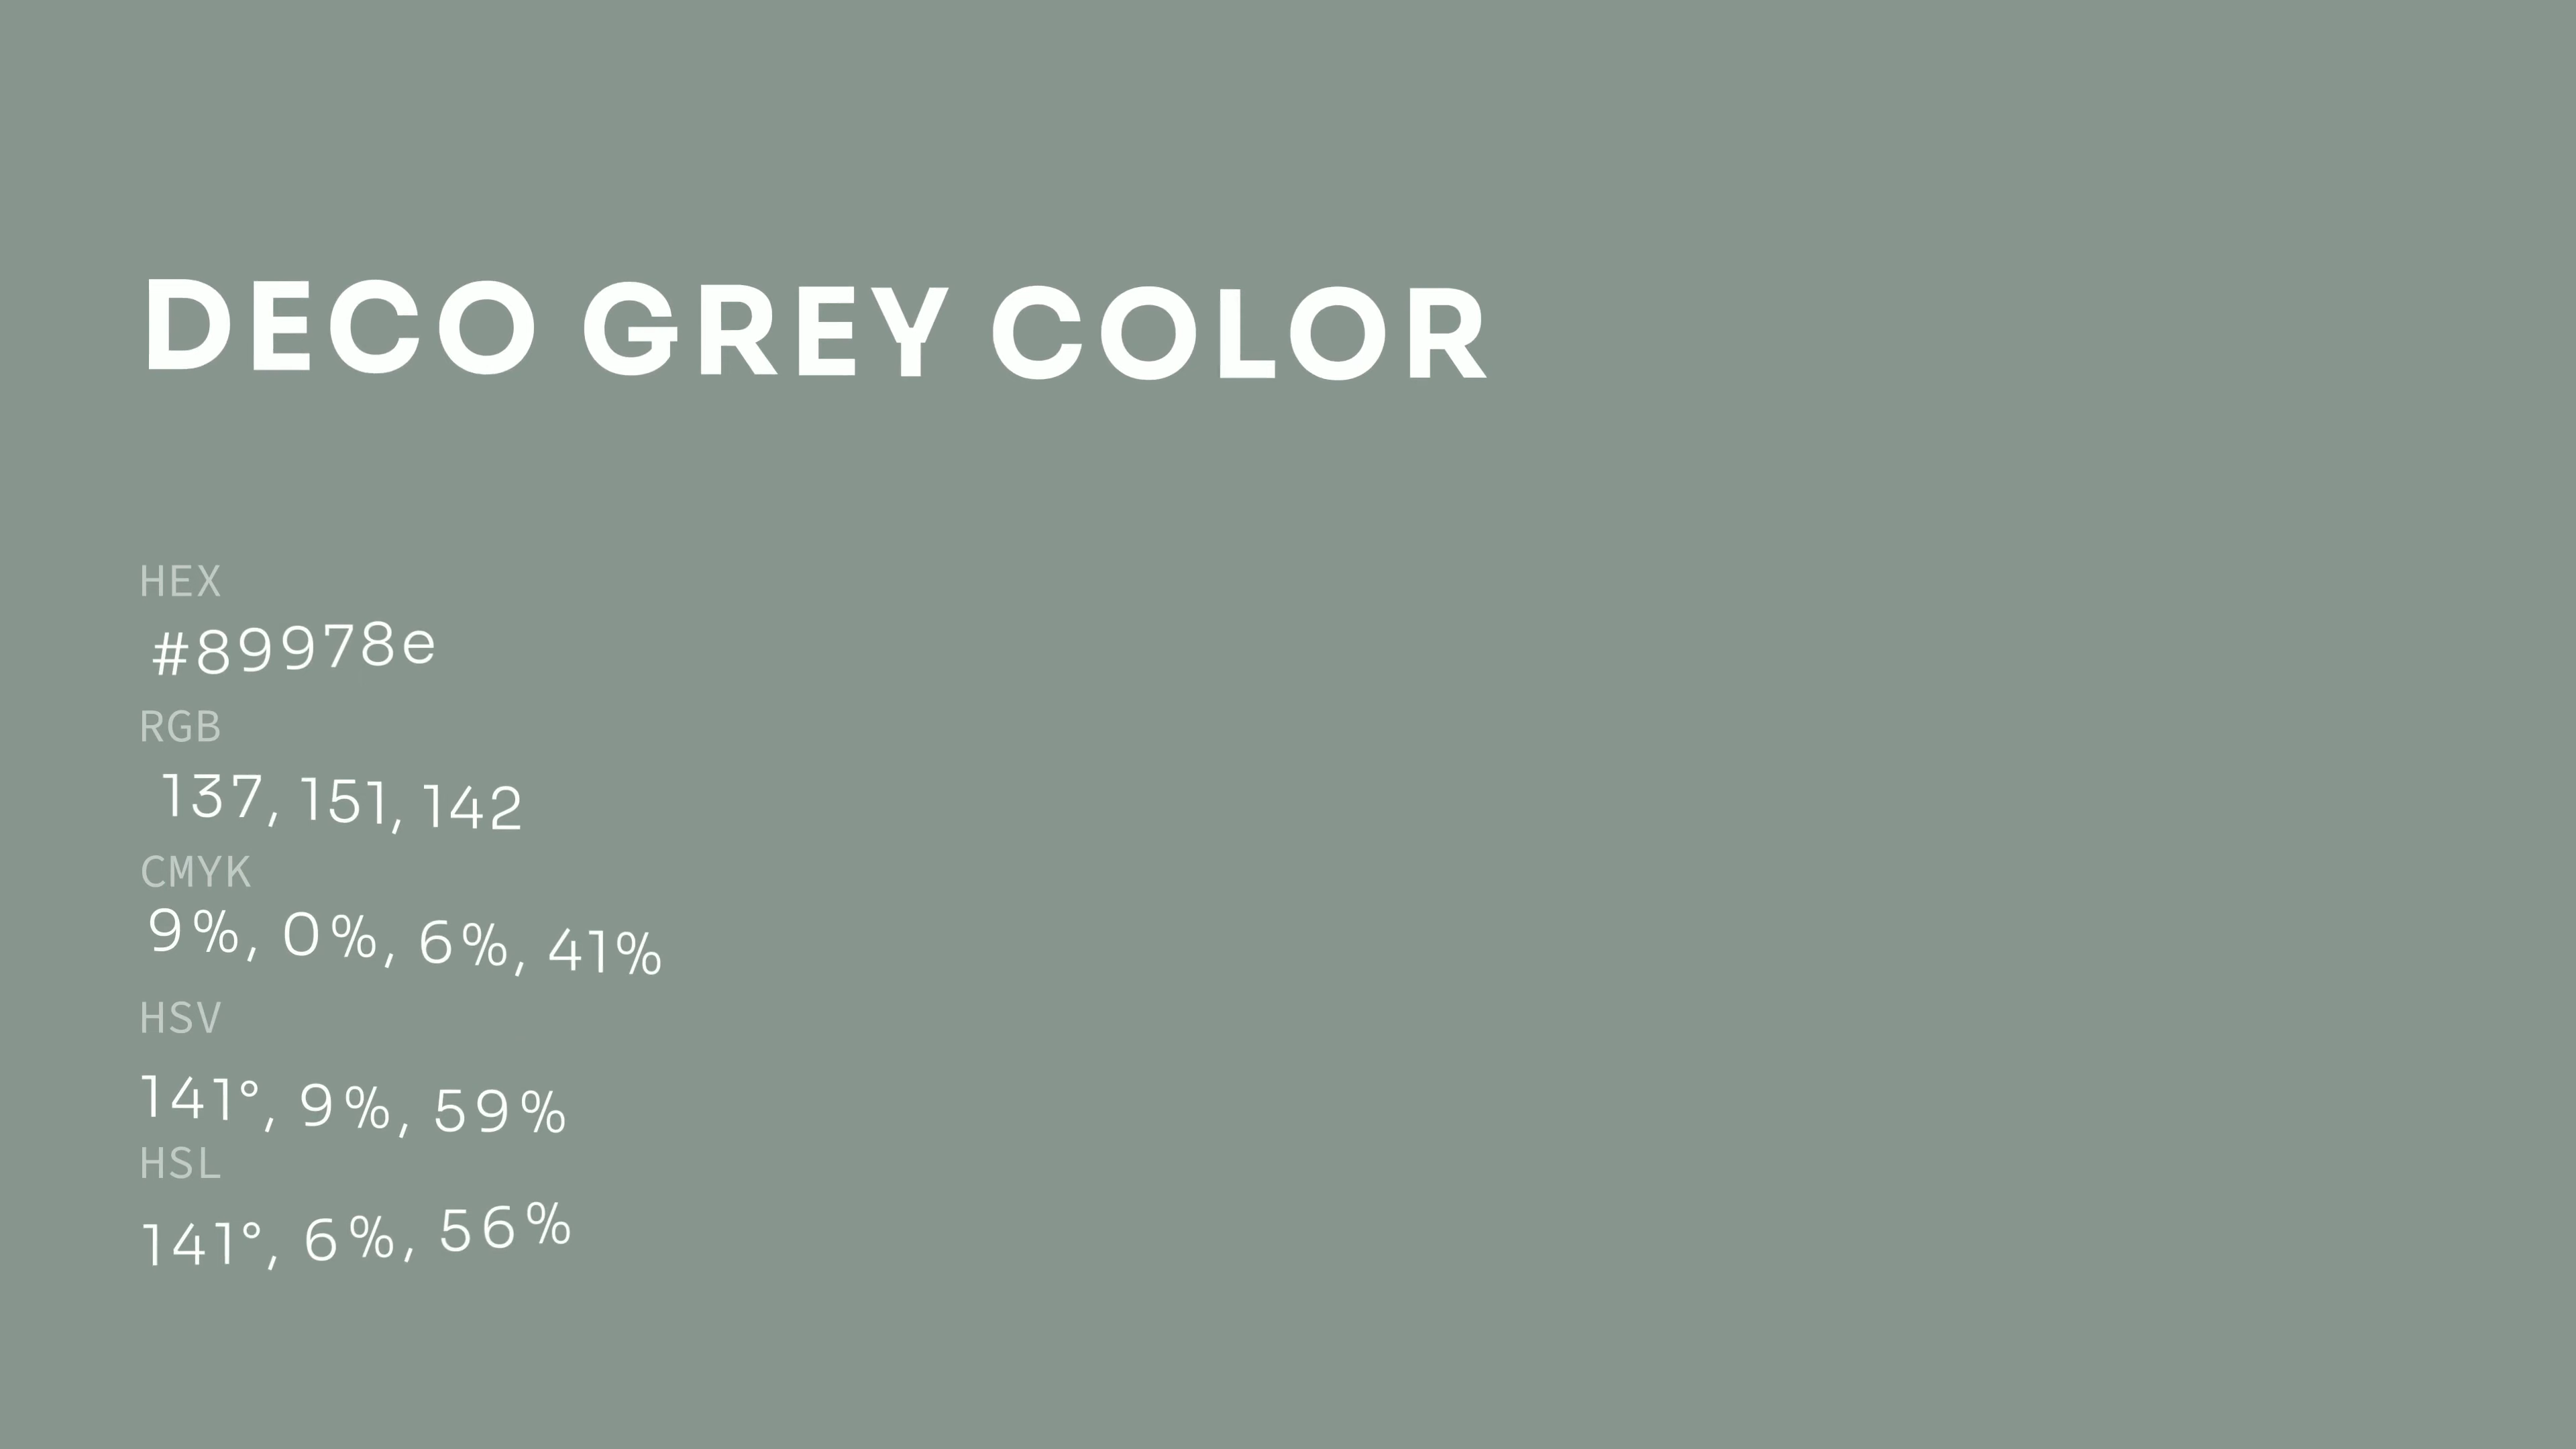 DECO GREY COLOR
HEX
#89978e
RGB
137, 151, 142
CMYK
9%, 0%, 6%, 41%
HSV
141°, 9%, 59%
HSL
141°, 6%, 56%